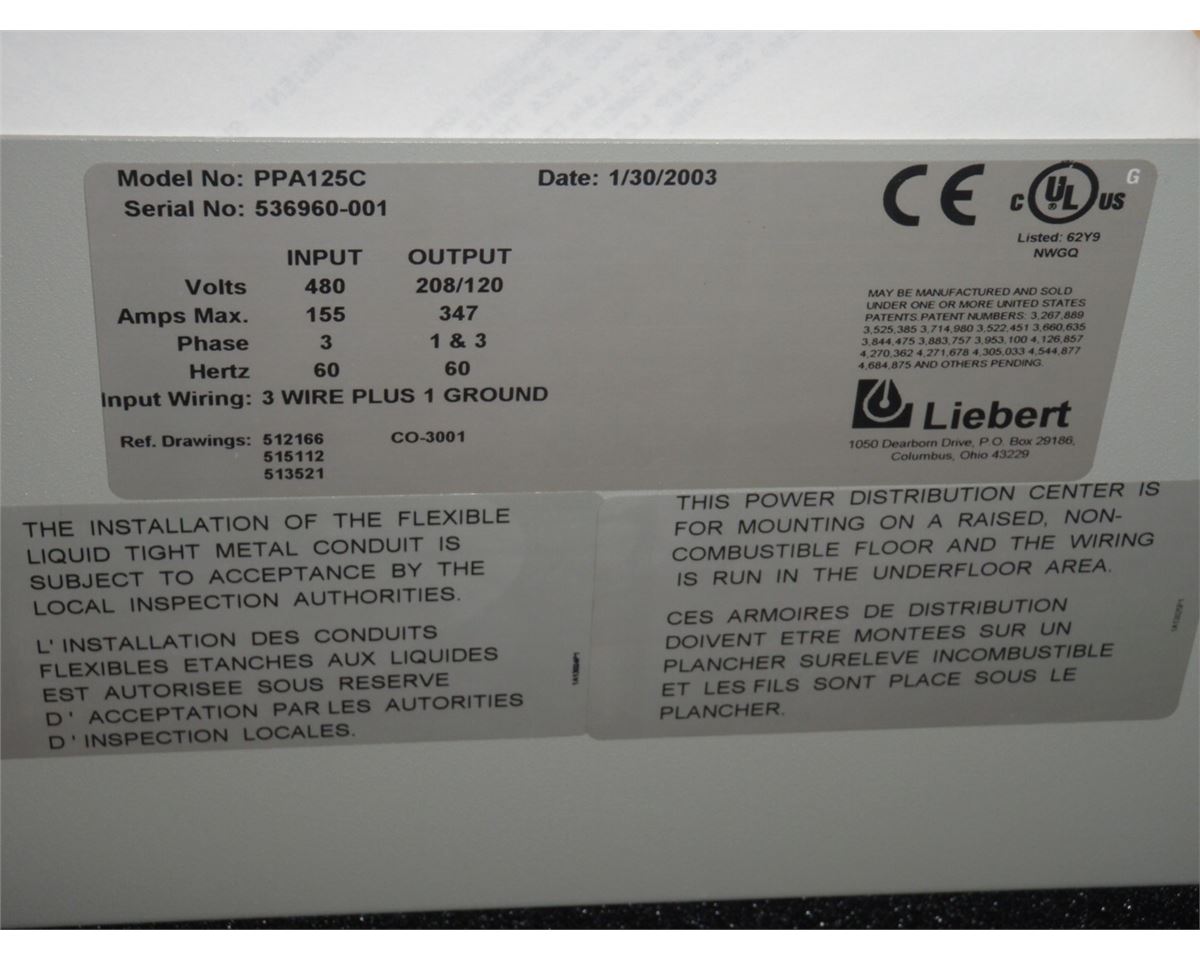 Model No: PPA125C Date: 1/30/2003
Serial No: 536960-001
CE
c UL ® US
G
Listed: 62Y9
NWGQ
INPUT OUTPUT
Volts 480 208/120
Amps Max. 155 347
Phase 3 1 & 3
Hertz 60 60
Input Wiring: 3 WIRE PLUS 1 GROUND
Ref. Drawings: 512166 CO-3001
515112
513521
MAY BE MANUFACTURED AND SOLD
UNDER ONE OR MORE UNITED STATES
PATENTS.PATENT NUMBERS: 3,267,889
3,525,385 3,714,980 3,522,451 3,660,635
3,844,475 3,883,757 3,953,100 4,126,857
4,270,362 4,271,678 4,305,033 4,544,877
4,684,875 AND OTHERS PENDING.
Liebert
1050 Dearborn Drive, P.O. Box 29186,
Columbus, Ohio 43229
THE INSTALLATION OF THE FLEXIBLE
LIQUID TIGHT METAL CONDUIT IS
SUBJECT TO ACCEPTANCE BY THE
LOCAL INSPECTION AUTHORITIES.
L'INSTALLATION DES CONDUITS
FLEXIBLES ETANCHES AUX LIQUIDES
EST AUTORISEE SOUS RESERVE
D' ACCEPTATION PAR LES AUTORITIES
D'INSPECTION LOCALES.
THIS POWER DISTRIBUTION CENTER IS
FOR MOUNTING ON A RAISED, NON-
COMBUSTIBLE FLOOR AND THE WIRING
IS RUN IN THE UNDERFLOOR AREA.
CES ARMOIRES DE DISTRIBUTION
DOIVENT ETRE MONTEES SUR UN
PLANCHER SURELEVE INCOMBUSTIBLE
ET LES FILS SONT PLACE SOUS LE
PLANCHER.